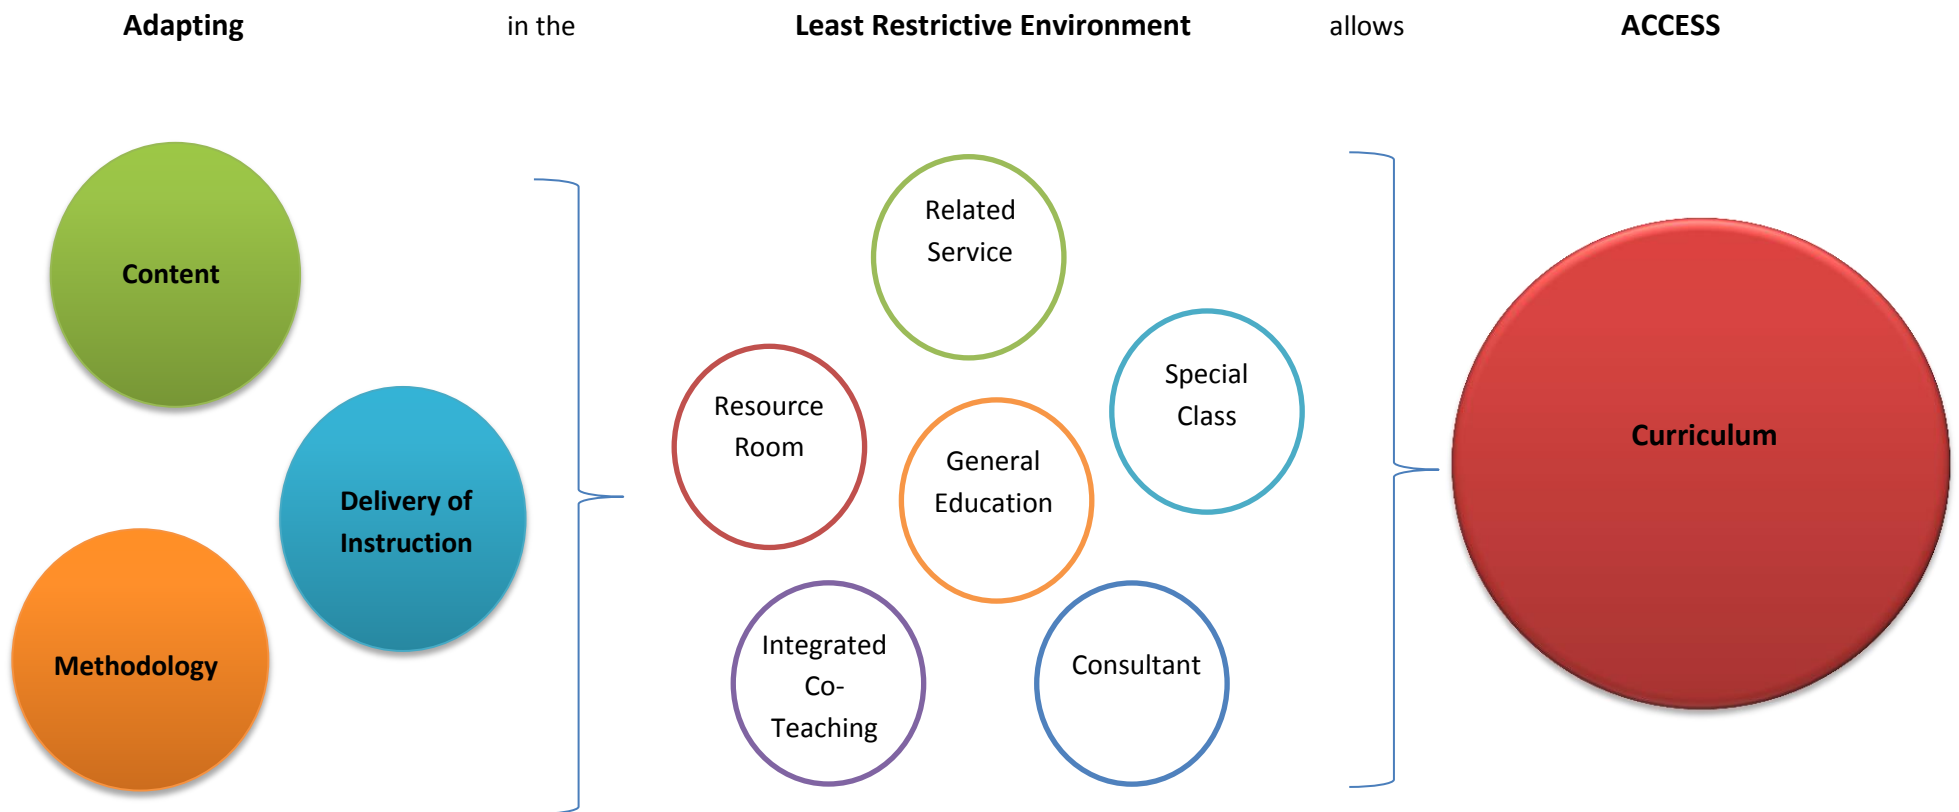 Adapting in the Least Restrictive Environment allows ACCESS
Content
Delivery of
Instruction
Methodology
Related
Service
Resource
Room
Special
Class
General
Education
Integrated
Co-
Teaching
Consultant
Curriculum